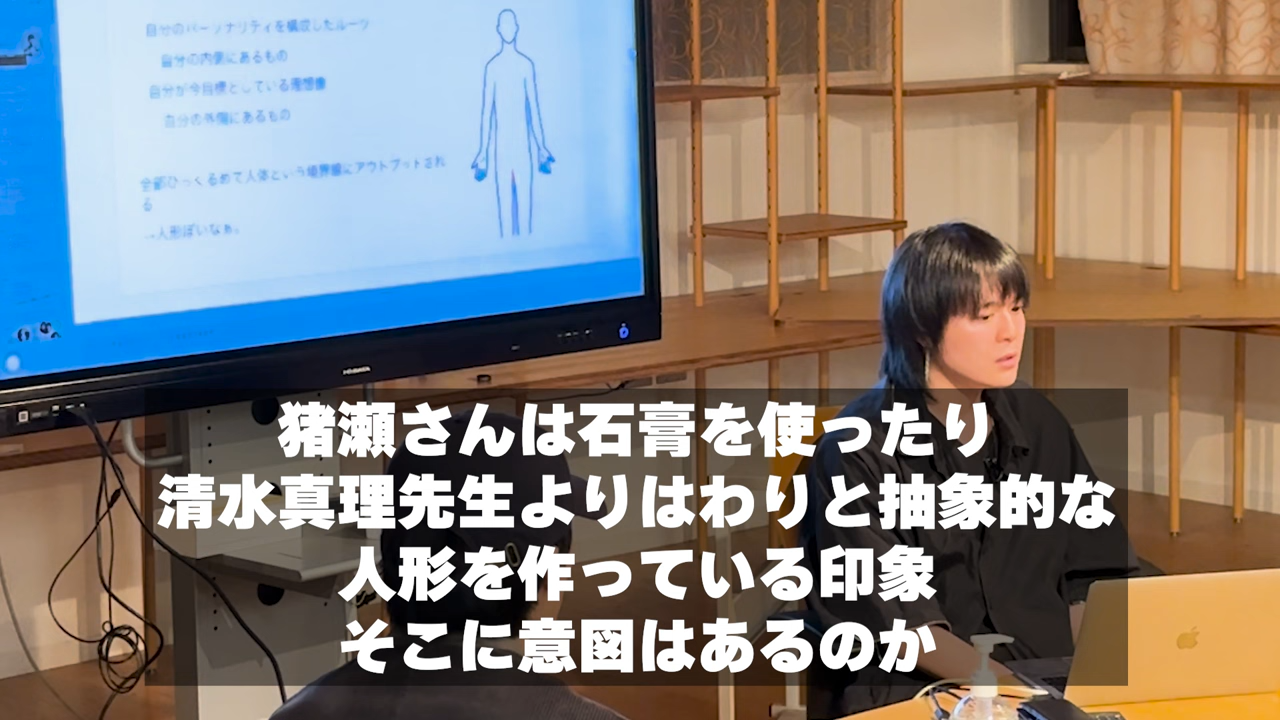 自分のパーソナリティを構成したルーツ
自分の内側にあるもの
自分が今目標としている理想像
自分の外側にあるもの
全部ひっくるめて人体という境界線にアウトプットされ
る
→人形ぽいなぁ。
猪瀬さんは石膏を使ったり
清水真理先生よりはわりと抽象的な
人形を作っている印象
そこに意図はあるのか